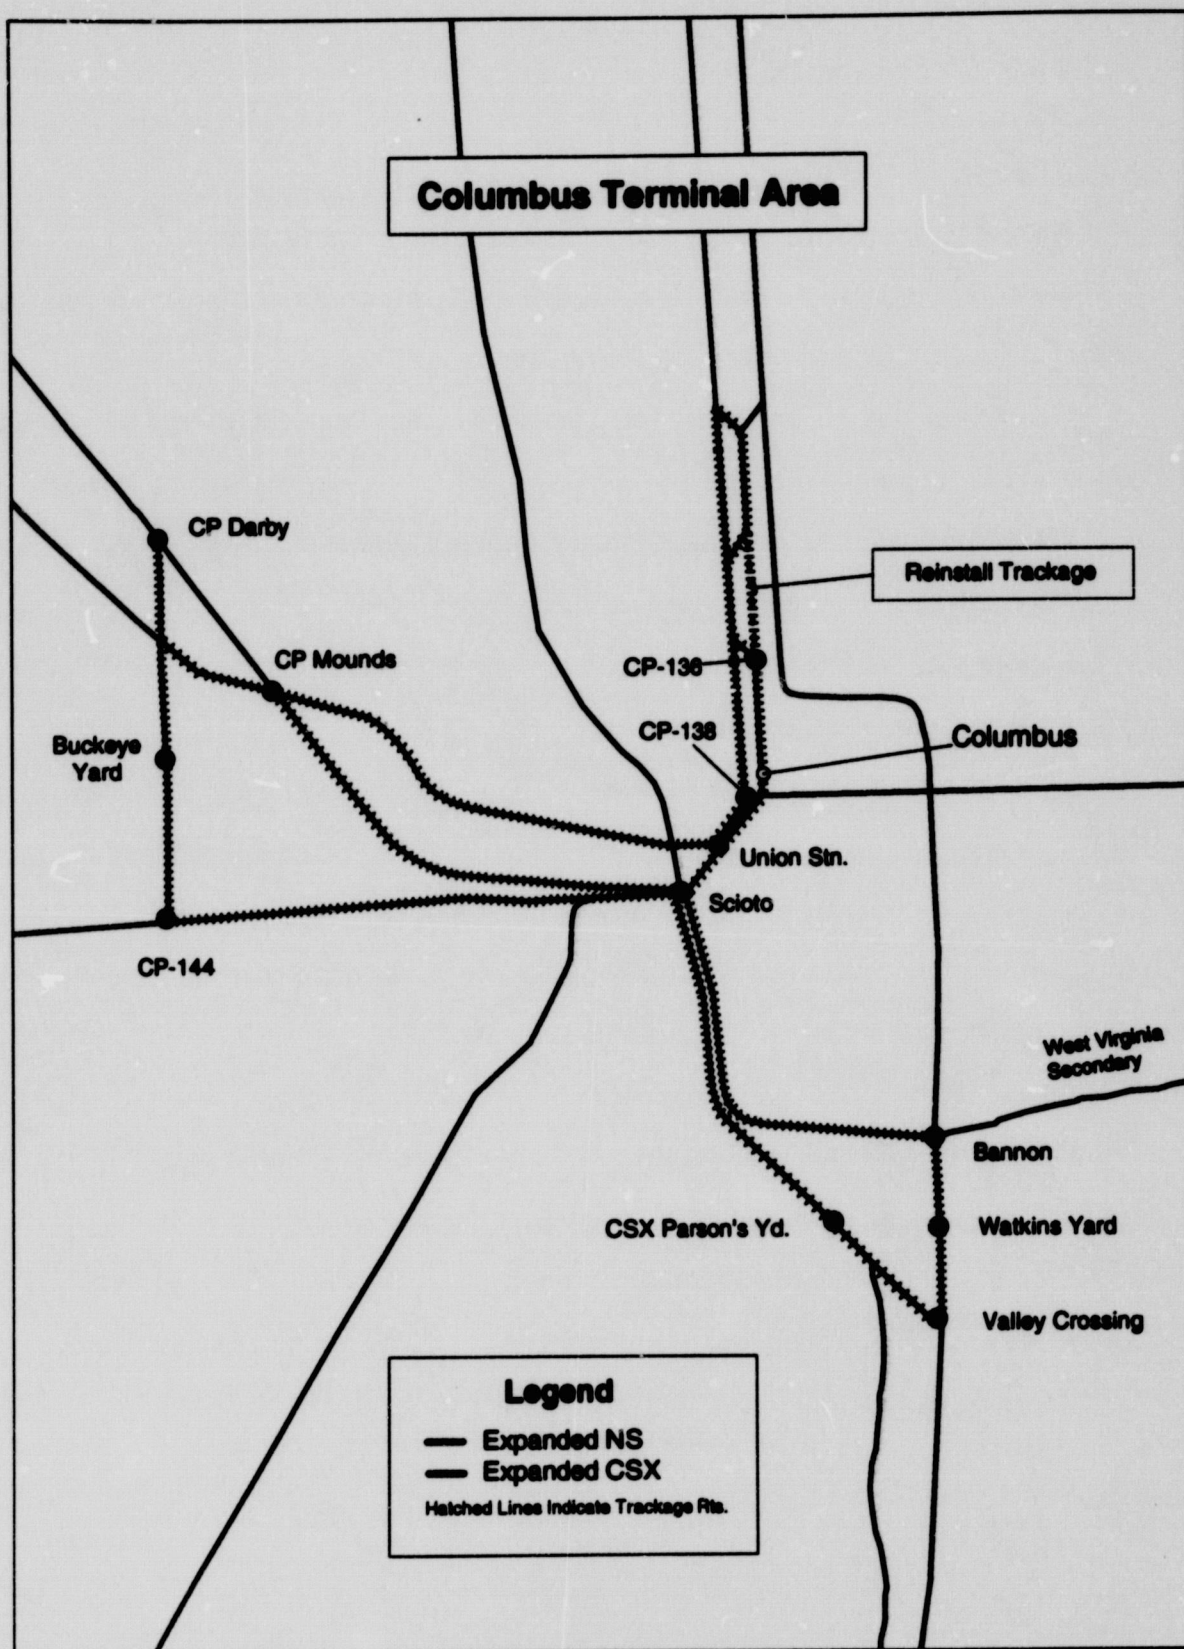 Columbus Terminal Area
CP Darby
Reinstall Trackage
CP Mounds
CP-136
CP-138
Columbus
Buckeye
Yard
Union Stn.
Scioto
CP-144
West Virginia
Secondary
Bannon
CSX Parson's Yd.
Watkins Yard
Valley Crossing
Legend
Expanded NS
Expanded CSX
Hatched Lines Indicate Trackage Rts.